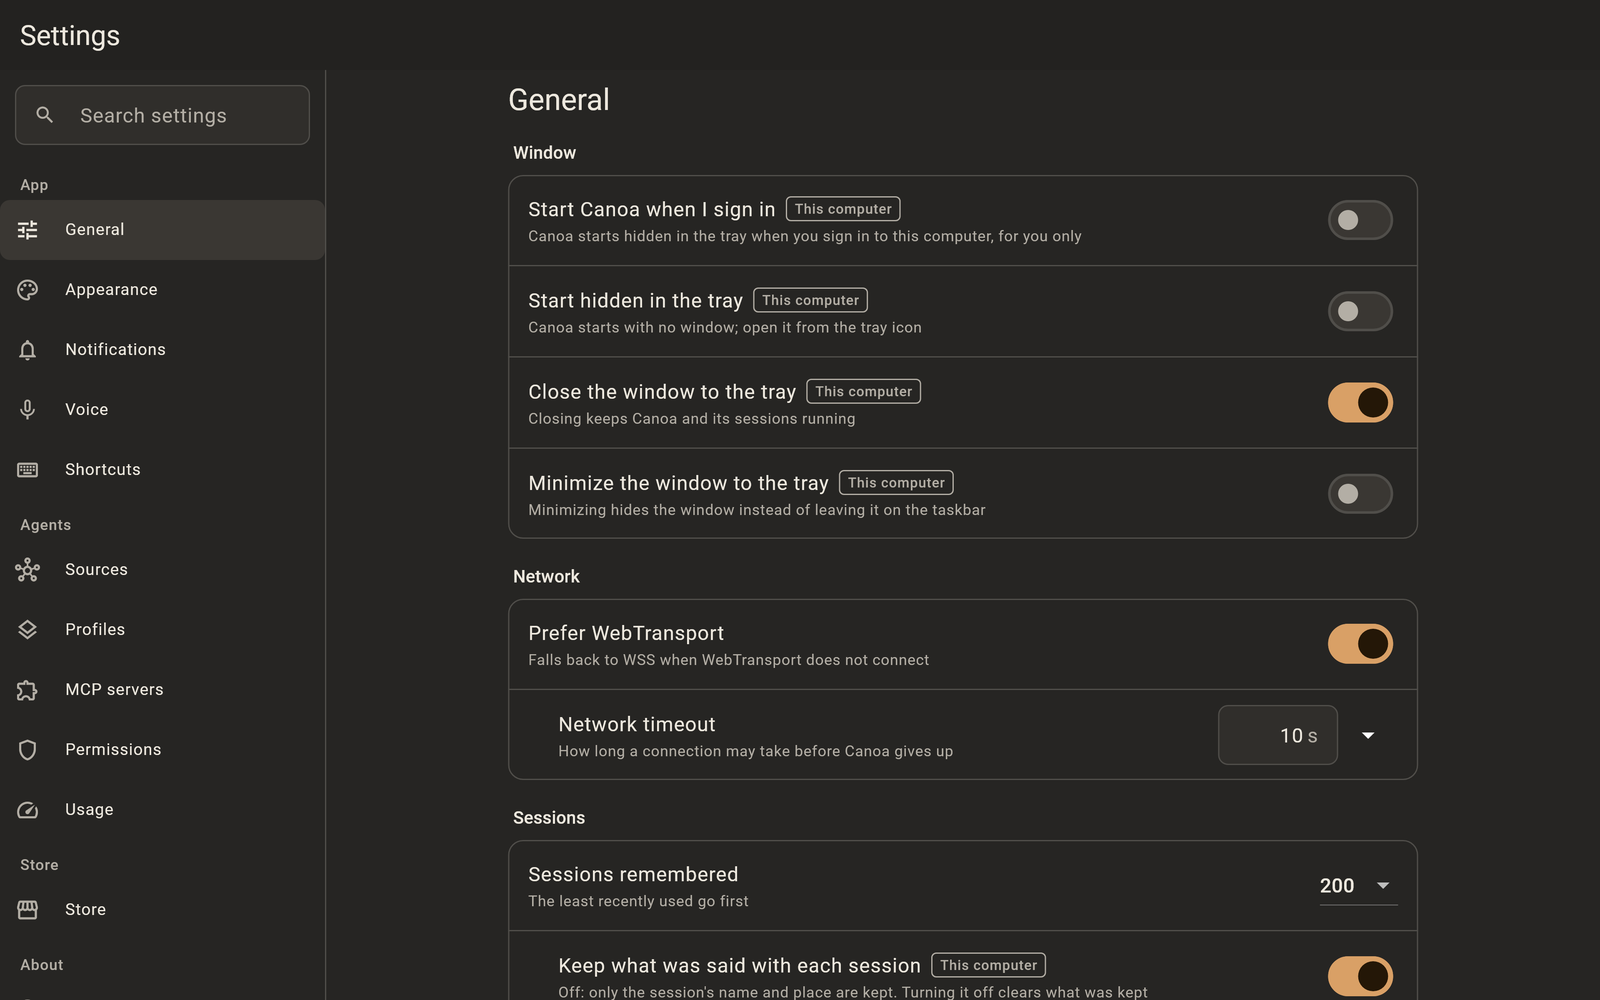 Settings
Search settings
App
General
Appearance
Notifications
Voice
Shortcuts
Agents
Sources
Profiles
MCP servers
Permissions
Usage
Store
Store
About
General
Window
Start Canoa when I sign in This computer
Canoa starts hidden in the tray when you sign in to this computer, for you only
Start hidden in the tray This computer
Canoa starts with no window; open it from the tray icon
Close the window to the tray This computer
Closing keeps Canoa and its sessions running
Minimize the window to the tray This computer
Minimizing hides the window instead of leaving it on the taskbar
Network
Prefer WebTransport
Falls back to WSS when WebTransport does not connect
Network timeout
How long a connection may take before Canoa gives up
10 s
Sessions
Sessions remembered
The least recently used go first
200
Keep what was said with each session This computer
Off: only the session's name and place are kept. Turning it off clears what was kept